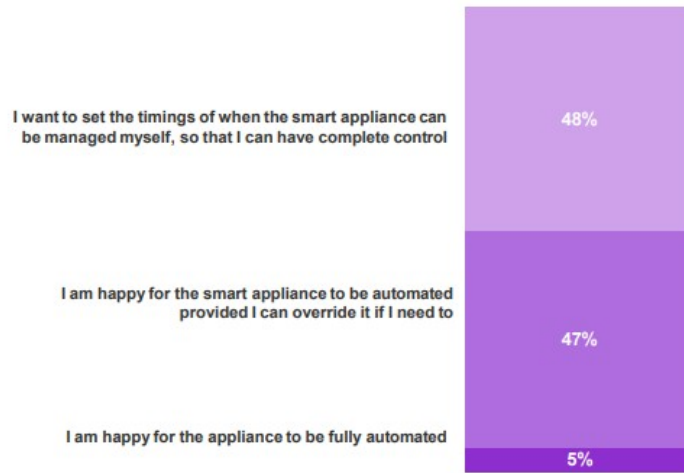 I want to set the timings of when the smart appliance can
be managed myself, so that I can have complete control
48%
I am happy for the smart appliance to be automated
provided I can override it if I need to
47%
I am happy for the appliance to be fully automated
5%